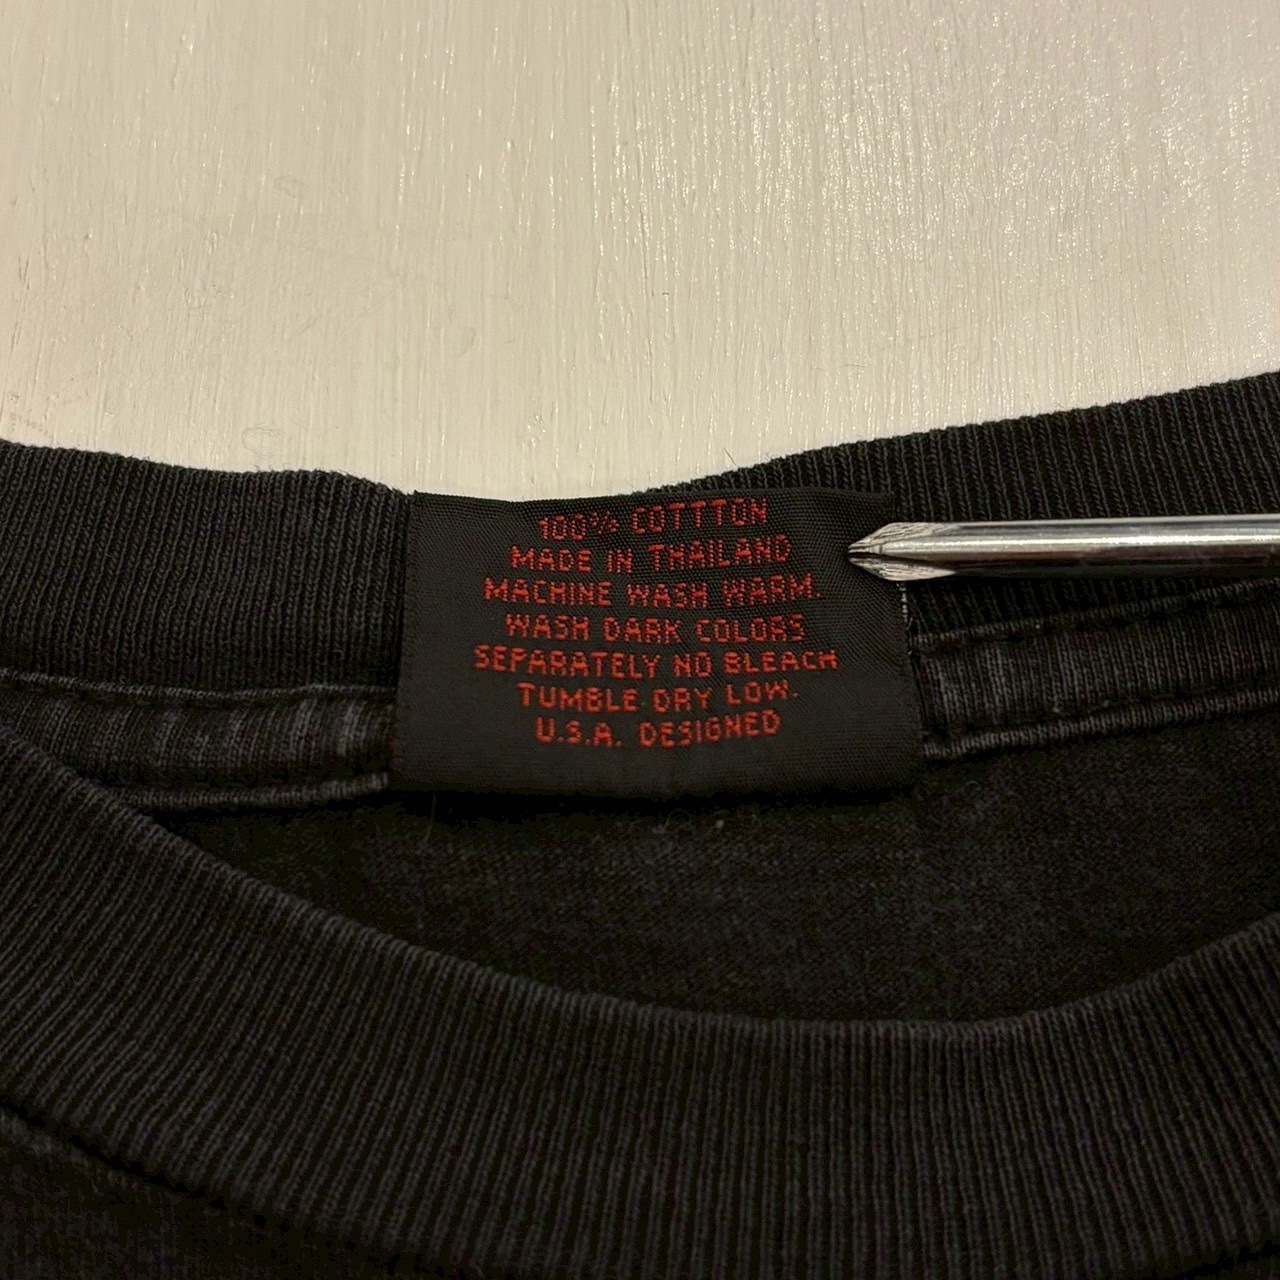 100% COTTTON
MADE IN THAILAND
MACHINE WASH WARM.
WASH DARK COLORS
SEPARATELY NO BLEACH
TUMBLE DRY LOW.
U.S.A. DESIGNED